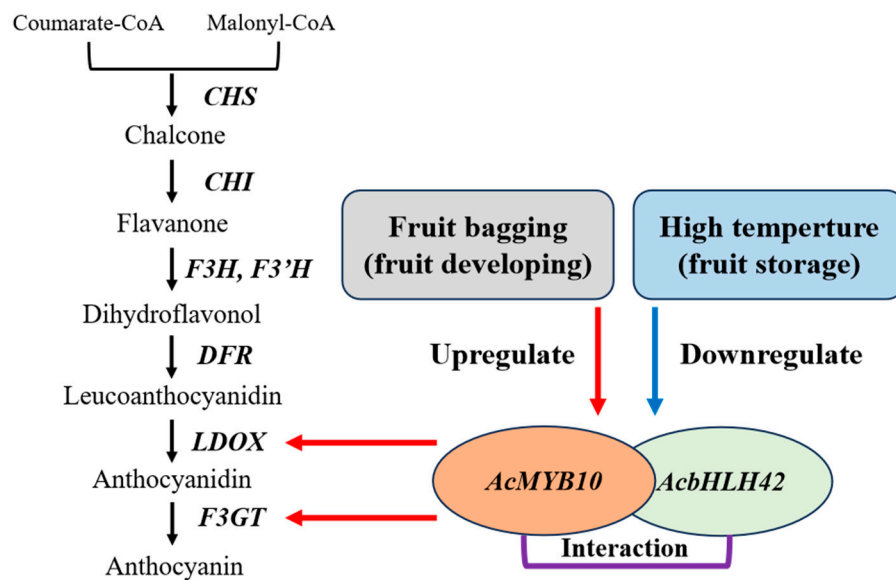 Coumarate-CoA
Malonyl-CoA
CHS
Chalcone
CHI
Flavanone
F3H, F3’H
Dihydroflavonol
DFR
Leucoanthocyanidin
LDOX
Anthocyanidin
F3GT
Anthocyanin
Fruit bagging
(fruit developing)
High temperture
(fruit storage)
Upregulate
Downregulate
AcMYB10
AcbHLH42
Interaction